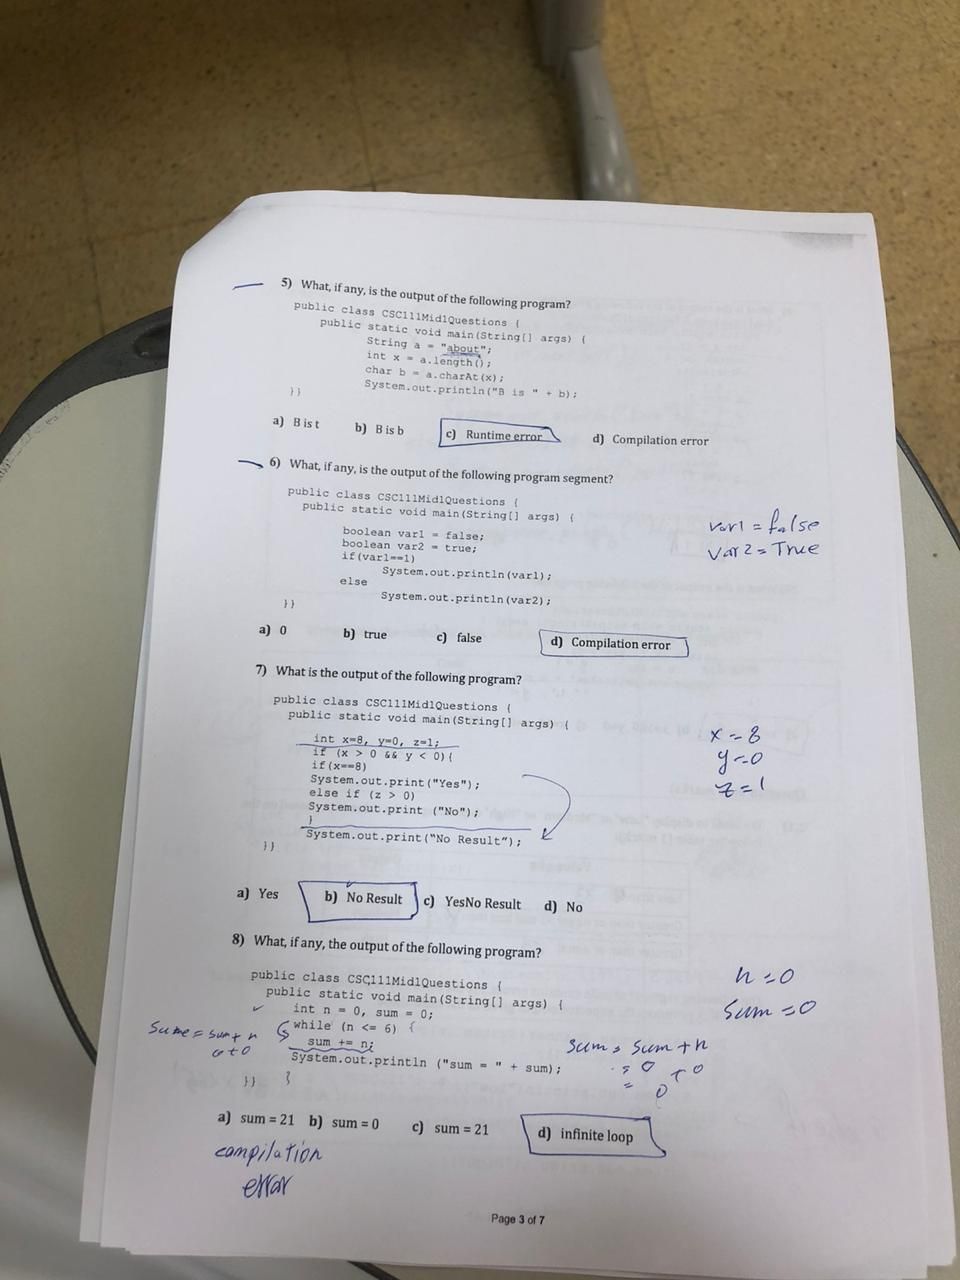 5) What, if any, is the output of the following program?
public class CSC111Mid1Questions {
public static void main(String[] args) {
String a = "about";
int x = a.length();
char b = a.charAt(x);
System.out.println("B is " + b);
}}
a) B is t b) B is b c) Runtime error d) Compilation error
6) What, if any, is the output of the following program segment?
public class CSC111Mid1Questions {
public static void main(String[] args) {
boolean var1 = false;
boolean var2 = true;
if(var1==1)
System.out.println(var1);
else
System.out.println(var2);
}}
var1 = false
var2 = True
a) 0 b) true c) false d) Compilation error
7) What is the output of the following program?
public class CSC111Mid1Questions {
public static void main(String[] args) {
int x=8, y=0, z=1;
if (x > 0 && y < 0){
if(x==8)
System.out.print("Yes");
else if (z > 0)
System.out.print ("No");
}
System.out.print("No Result");
}}
x = 8
y = 0
z = 1
a) Yes b) No Result c) YesNo Result d) No
8) What, if any, the output of the following program?
public class CSC111Mid1Questions {
public static void main(String[] args) {
int n = 0, sum = 0;
while (n <= 6) {
sum += n;
System.out.println ("sum = " + sum);
}} }
n = 0
sum = 0
= sum + n
0 + 0
sum = sum + n
= 0 + 0
= 0
a) sum = 21 b) sum = 0 c) sum = 21 d) infinite loop
compilation
error
Page 3 of 7